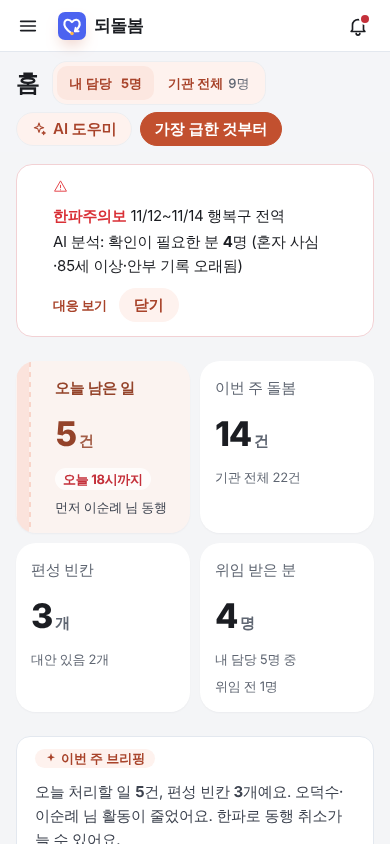 되돌봄
홈
내 담당 5명 기관 전체 9명
AI 도우미 가장 급한 것부터
한파주의보 11/12~11/14 행복구 전역
AI 분석: 확인이 필요한 분 4명 (혼자 사심
·85세 이상·안부 기록 오래됨)
대응 보기 닫기
오늘 남은 일
5건
오늘 18시까지
먼저 이순례 님 동행
이번 주 돌봄
14건
기관 전체 22건
편성 빈칸
3개
대안 있음 2개
위임 받은 분
4명
내 담당 5명 중
위임 전 1명
이번 주 브리핑
오늘 처리할 일 5건, 편성 빈칸 3개예요. 오덕수·
이순례 님 활동이 줄었어요. 한파로 동행 취소가
늘 수 있어요.